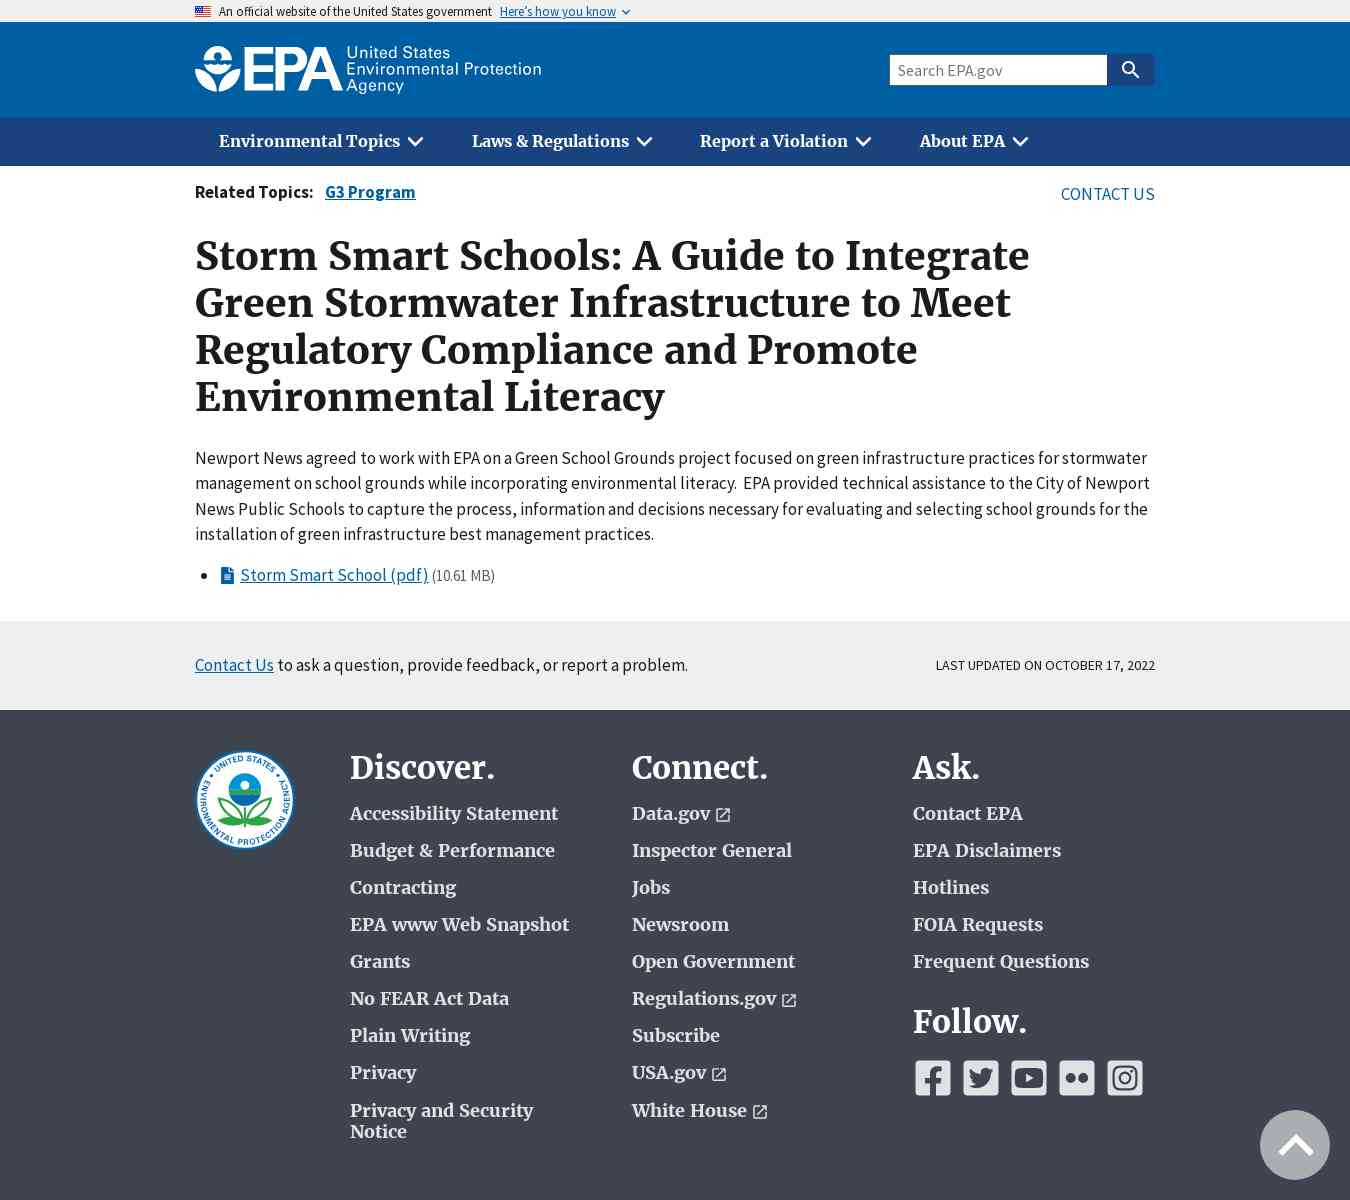 An official website of the United States government Here’s how you know
EPA United States
Environmental Protection
Agency
Search EPA.gov
Environmental Topics Laws & Regulations Report a Violation About EPA
Related Topics: G3 Program CONTACT US
Storm Smart Schools: A Guide to Integrate
Green Stormwater Infrastructure to Meet
Regulatory Compliance and Promote
Environmental Literacy
Newport News agreed to work with EPA on a Green School Grounds project focused on green infrastructure practices for stormwater
management on school grounds while incorporating environmental literacy.  EPA provided technical assistance to the City of Newport
News Public Schools to capture the process, information and decisions necessary for evaluating and selecting school grounds for the
installation of green infrastructure best management practices.
Storm Smart School (pdf) (10.61 MB)
Contact Us to ask a question, provide feedback, or report a problem. LAST UPDATED ON OCTOBER 17, 2022
UNITED STATES ENVIRONMENTAL PROTECTION AGENCY
Discover.
Accessibility Statement
Budget & Performance
Contracting
EPA www Web Snapshot
Grants
No FEAR Act Data
Plain Writing
Privacy
Privacy and Security
Notice
Connect.
Data.gov
Inspector General
Jobs
Newsroom
Open Government
Regulations.gov
Subscribe
USA.gov
White House
Ask.
Contact EPA
EPA Disclaimers
Hotlines
FOIA Requests
Frequent Questions
Follow.